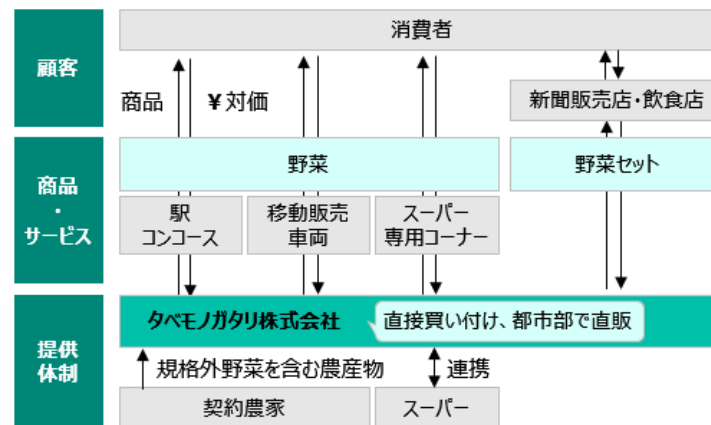 顧客
消費者
商品
¥対価
新聞販売店・飲食店
商品
・
サービス
野菜
野菜セット
駅
コンコース
移動販売
車両
スーパー
専用コーナー
提供
体制
タベモノガタリ株式会社
直接買い付け、都市部で直販
規格外野菜を含む農産物
連携
契約農家
スーパー